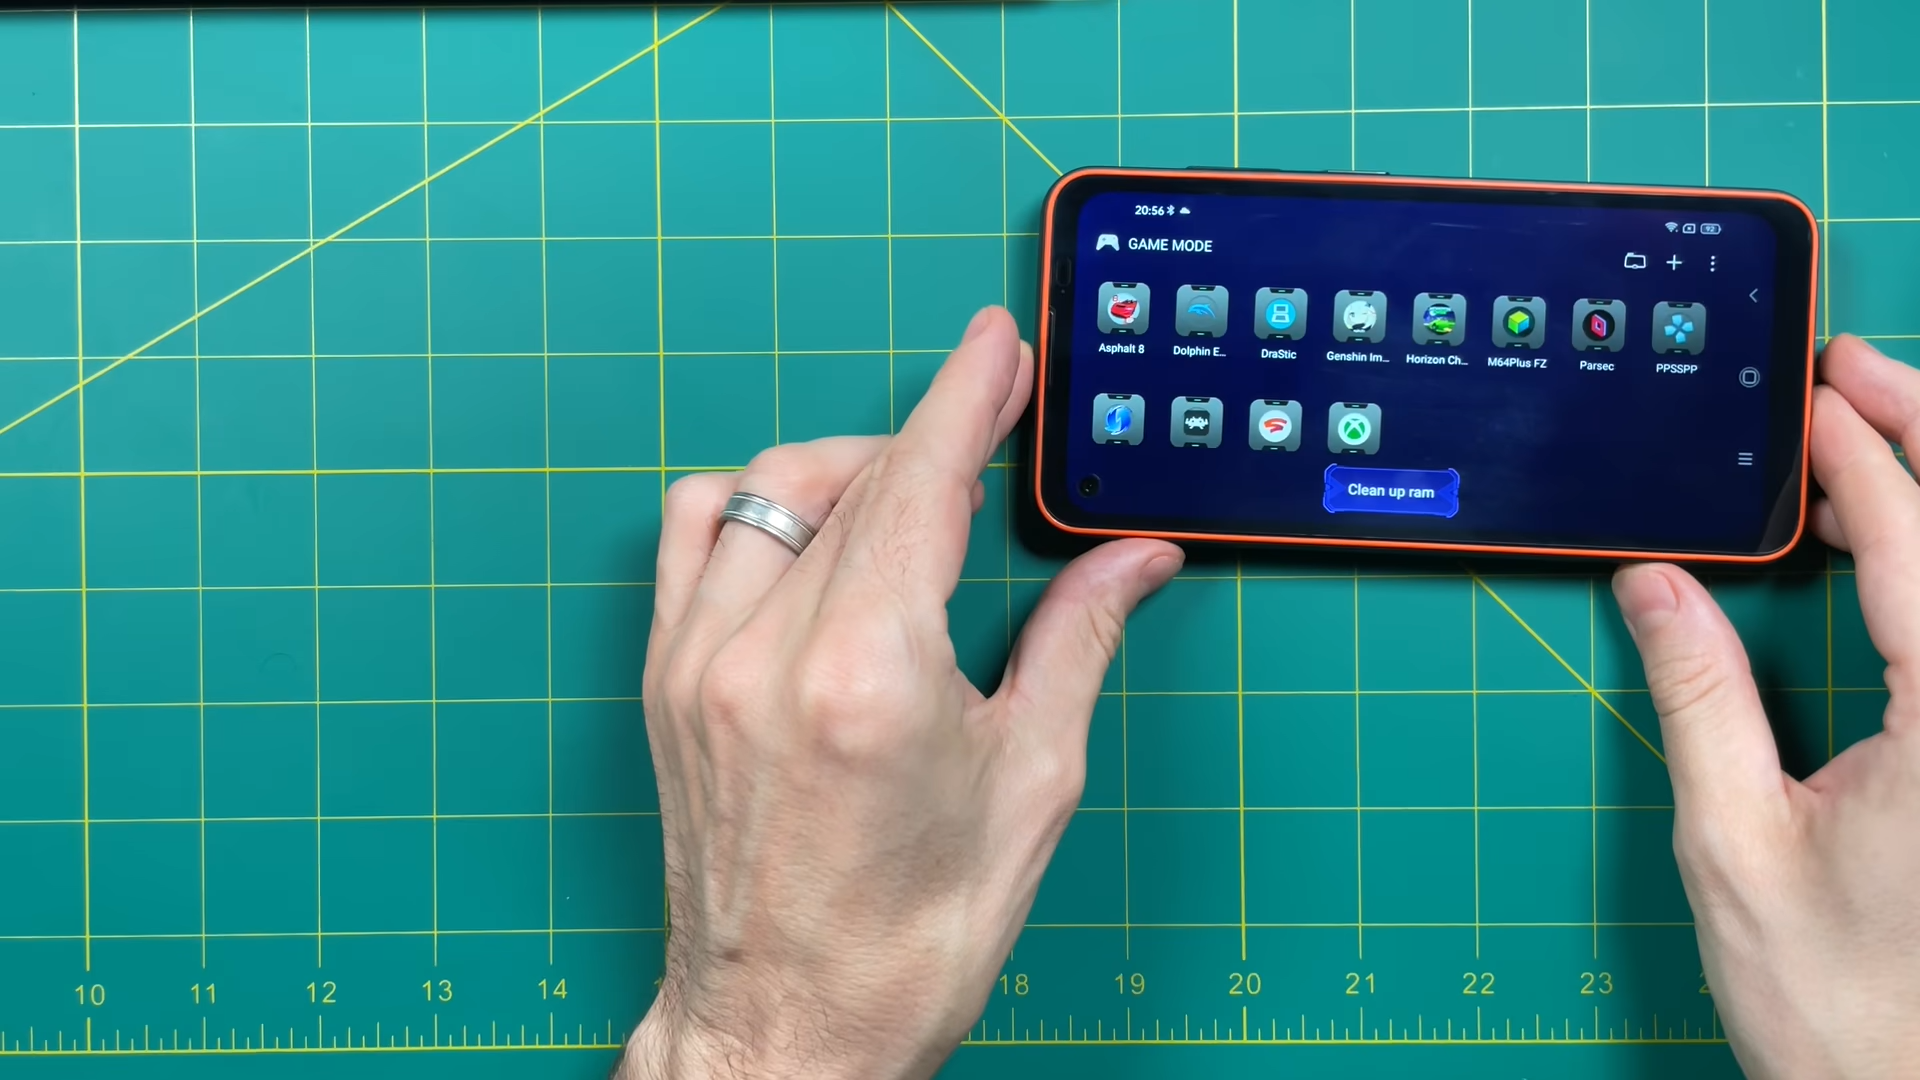 20:56
92
GAME MODE
Asphalt 8
Dolphin E...
DraStic
Genshin Im...
Horizon Ch...
M64Plus FZ
Parsec
PPSSPP
Clean up ram
10 11 12 13 14 18 19 20 21 22 23